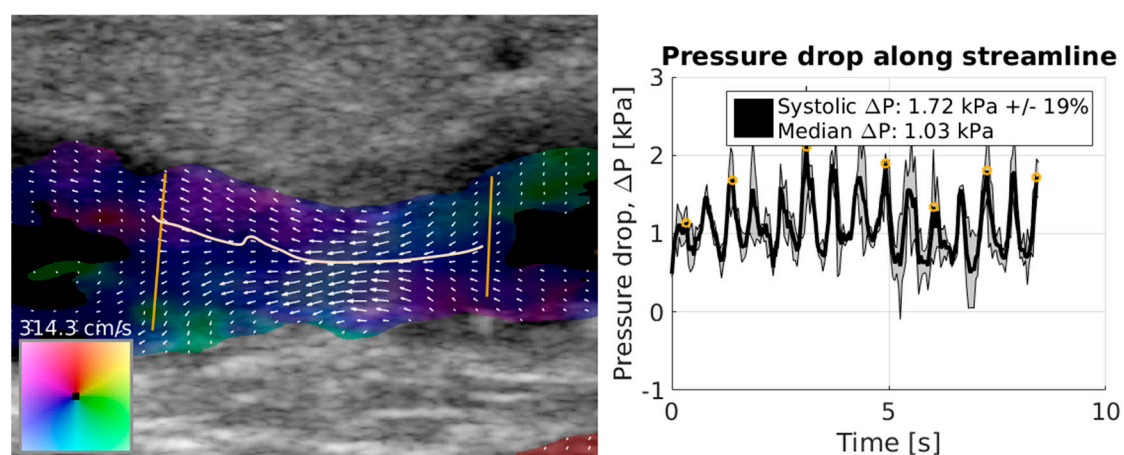 314.3 cm/s
Pressure drop along streamline
Pressure drop, ΔP [kPa]
3
2
1
0
-1
Systolic ΔP: 1.72 kPa +/- 19%
Median ΔP: 1.03 kPa
0 5 10
Time [s]